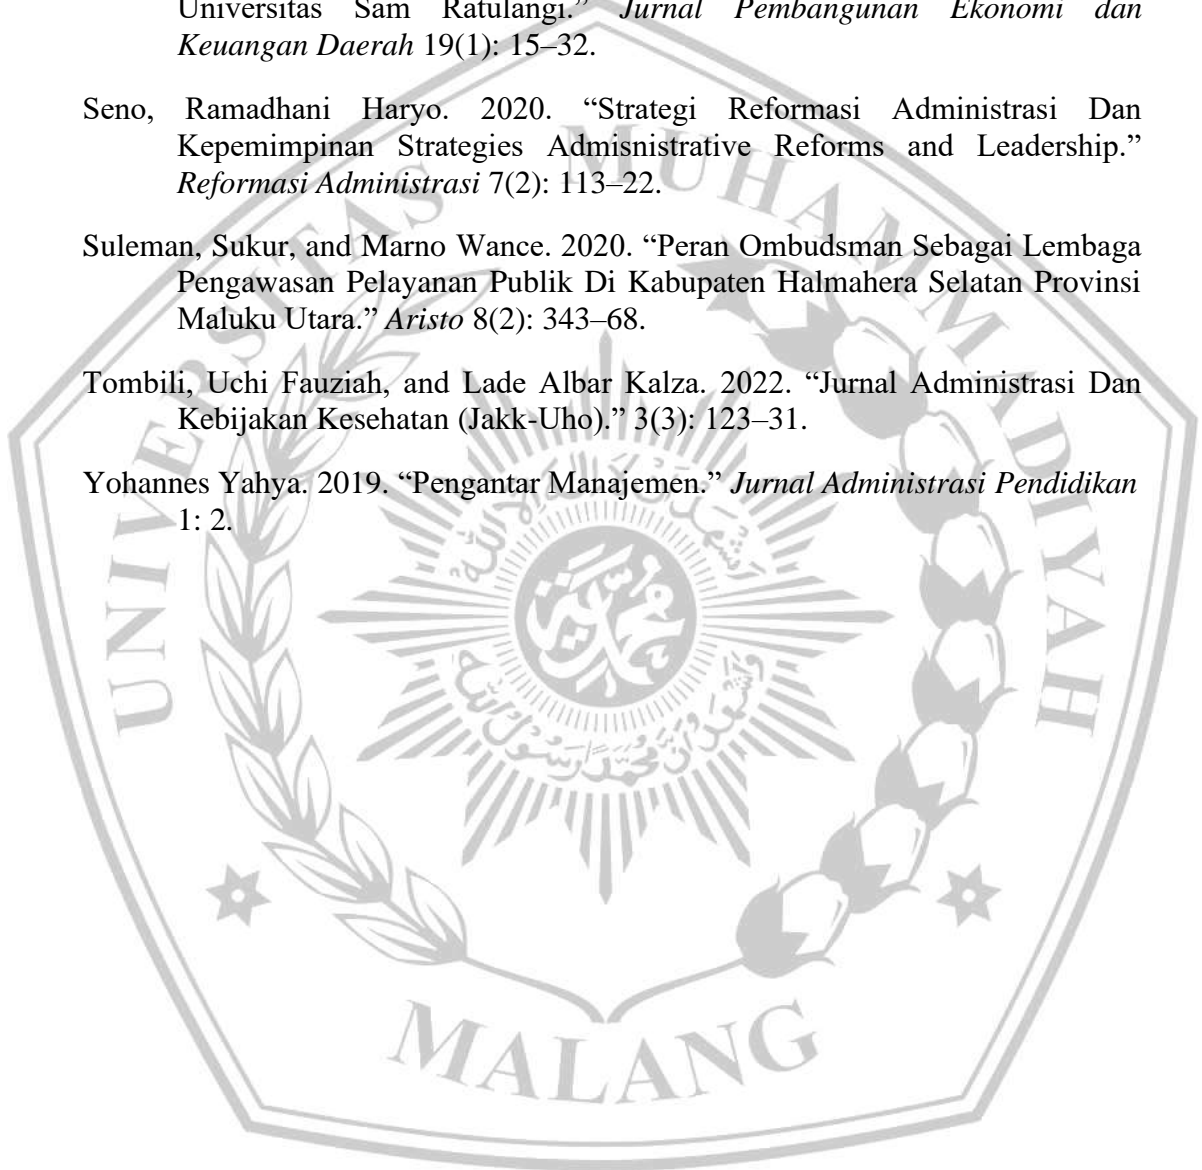 Universitas Sam Ratulangi.” Jurnal Pembangunan Ekonomi dan
Keuangan Daerah 19(1): 15–32.
Seno, Ramadhani Haryo. 2020. “Strategi Reformasi Administrasi Dan
Kepemimpinan Strategies Admisnistrative Reforms and Leadership.”
Reformasi Administrasi 7(2): 113–22.
Suleman, Sukur, and Marno Wance. 2020. “Peran Ombudsman Sebagai Lembaga
Pengawasan Pelayanan Publik Di Kabupaten Halmahera Selatan Provinsi
Maluku Utara.” Aristo 8(2): 343–68.
Tombili, Uchi Fauziah, and Lade Albar Kalza. 2022. “Jurnal Administrasi Dan
Kebijakan Kesehatan (Jakk-Uho).” 3(3): 123–31.
Yohannes Yahya. 2019. “Pengantar Manajemen.” Jurnal Administrasi Pendidikan
1: 2.
UNIVERSITAS MUHAMMADIYAH
MALANG